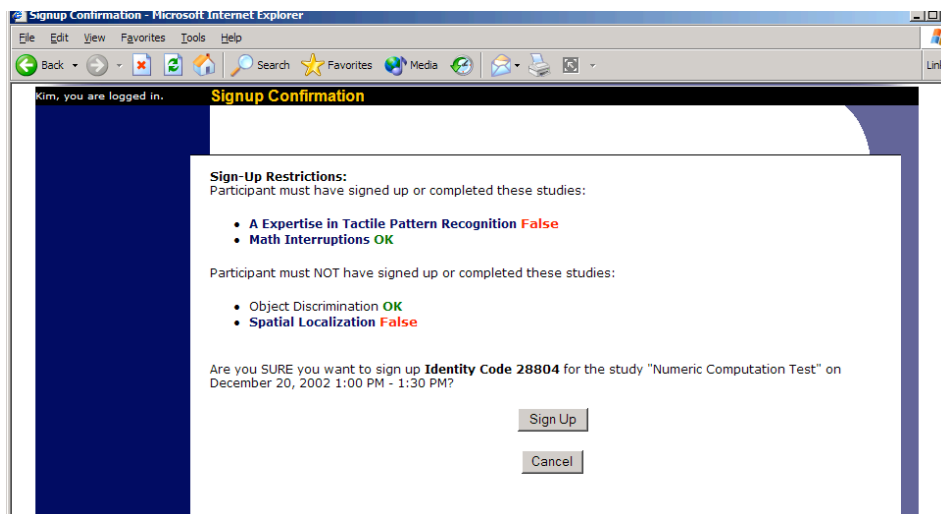 Signup Confirmation - Microsoft Internet Explorer
File Edit View Favorites Tools Help
Back Search Favorites Media
Kim, you are logged in. Signup Confirmation
Sign-Up Restrictions:
Participant must have signed up or completed these studies:
• A Expertise in Tactile Pattern Recognition False
• Math Interruptions OK
Participant must NOT have signed up or completed these studies:
• Object Discrimination OK
• Spatial Localization False
Are you SURE you want to sign up Identity Code 28804 for the study "Numeric Computation Test" on
December 20, 2002 1:00 PM - 1:30 PM?
Sign Up
Cancel